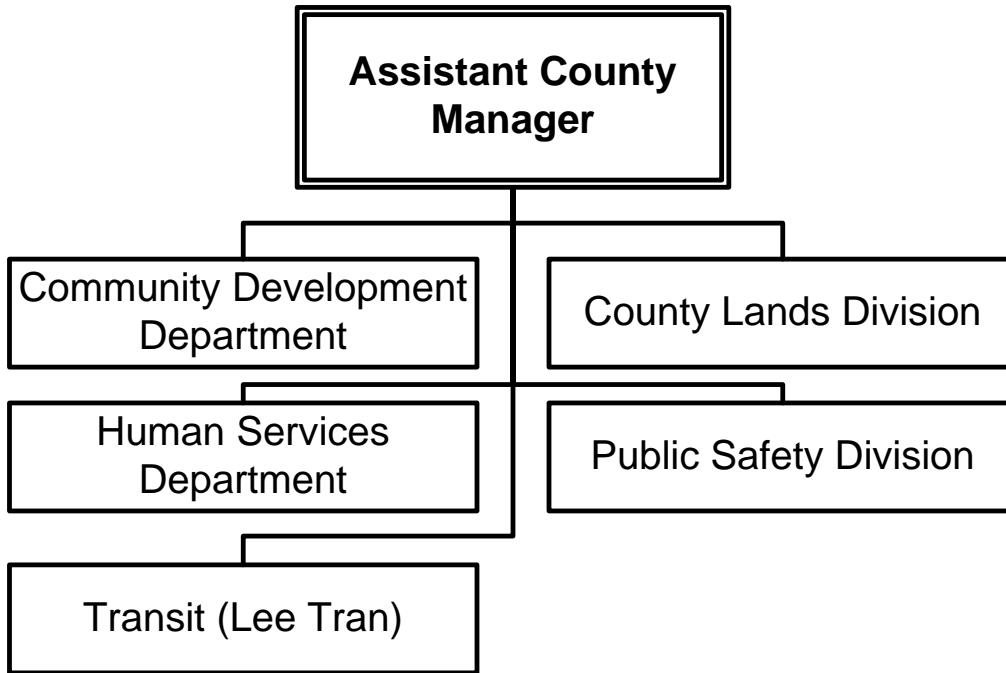 Assistant County
Manager
Community Development
Department
County Lands Division
Human Services
Department
Public Safety Division
Transit (Lee Tran)